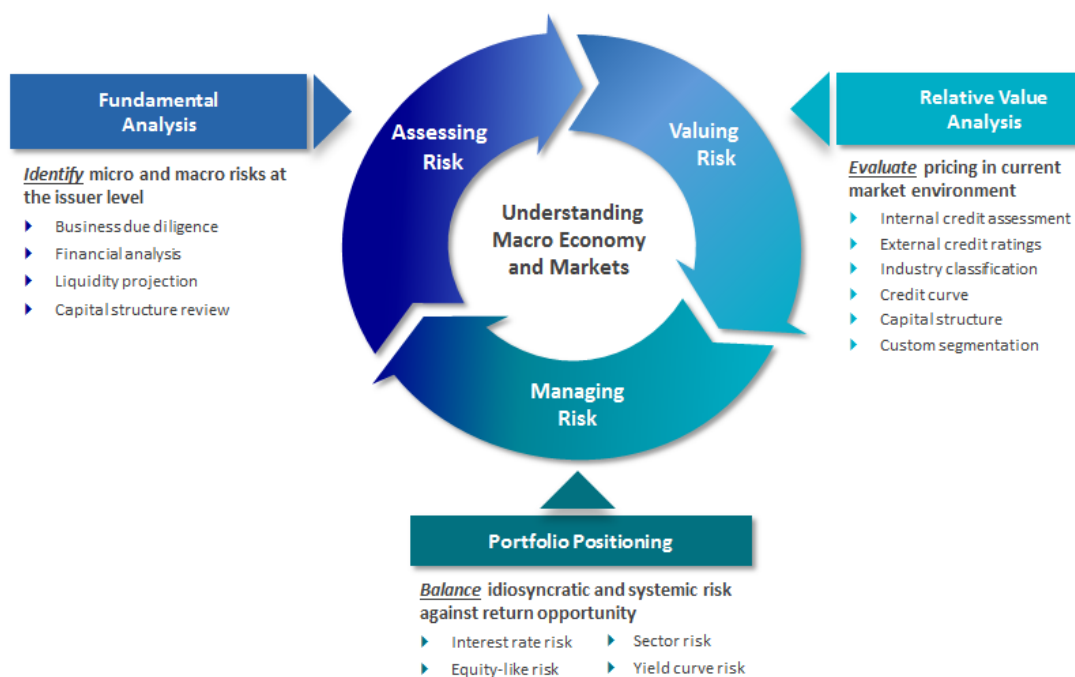 Fundamental
Analysis
Identify micro and macro risks at
the issuer level
Business due diligence
Financial analysis
Liquidity projection
Capital structure review
Assessing
Risk
Valuing
Risk
Understanding
Macro Economy
and Markets
Managing
Risk
Relative Value
Analysis
Evaluate pricing in current
market environment
Internal credit assessment
External credit ratings
Industry classification
Credit curve
Capital structure
Custom segmentation
Portfolio Positioning
Balance idiosyncratic and systemic risk
against return opportunity
Interest rate risk
Equity-like risk
Sector risk
Yield curve risk